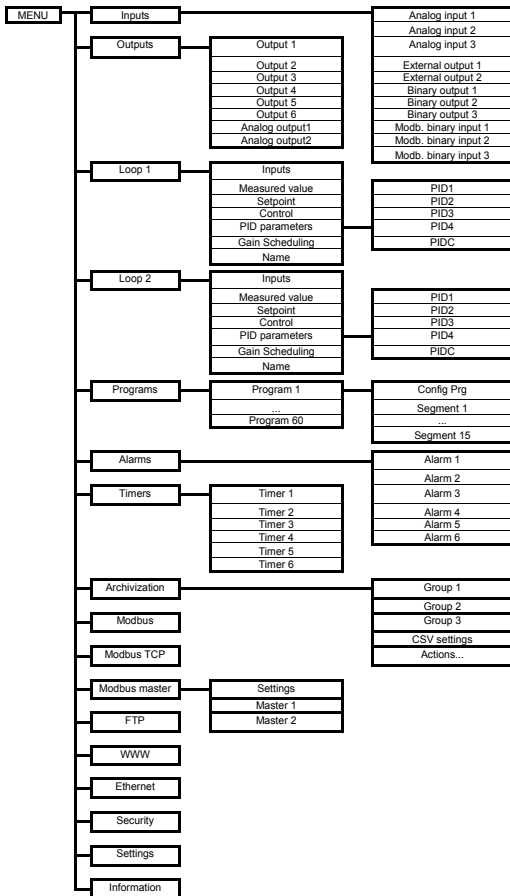 MENU
Inputs
Analog input 1
Analog input 2
Analog input 3
External output 1
External output 2
Binary output 1
Binary output 2
Binary output 3
Modb. binary input 1
Modb. binary input 2
Modb. binary input 3
Outputs
Output 1
Output 2
Output 3
Output 4
Output 5
Output 6
Analog output1
Analog output2
Loop 1
Inputs
Measured value
Setpoint
Control
PID parameters
Gain Scheduling
Name
PID1
PID2
PID3
PID4
PIDC
Loop 2
Inputs
Measured value
Setpoint
Control
PID parameters
Gain Scheduling
Name
PID1
PID2
PID3
PID4
PIDC
Programs
Program 1
...
Program 60
Config Prg
Segment 1
...
Segment 15
Alarms
Alarm 1
Alarm 2
Alarm 3
Alarm 4
Alarm 5
Alarm 6
Timers
Timer 1
Timer 2
Timer 3
Timer 4
Timer 5
Timer 6
Archivization
Group 1
Group 2
Group 3
CSV settings
Actions...
Modbus
Modbus TCP
Modbus master
Settings
Master 1
Master 2
FTP
WWW
Ethernet
Security
Settings
Information